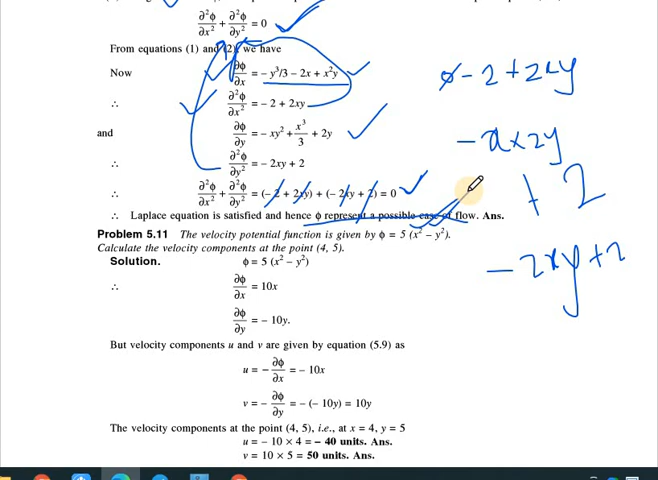 ∂²ϕ/∂x² + ∂²ϕ/∂y² = 0
From equations (1) and (2), we have
Now ∂ϕ/∂x = − y³/3 − 2x + x²y
∴ ∂²ϕ/∂x² = − 2 + 2xy
and ∂ϕ/∂y = − xy² + x³/3 + 2y
∴ ∂²ϕ/∂y² = − 2xy + 2
∴ ∂²ϕ/∂x² + ∂²ϕ/∂y² = (− 2 + 2xy) + (− 2xy + 2) = 0
∴ Laplace equation is satisfied and hence ϕ represent a possible case of flow. Ans.
Problem 5.11 The velocity potential function is given by ϕ = 5 (x² − y²).
Calculate the velocity components at the point (4, 5).
Solution. ϕ = 5 (x² − y²)
∴ ∂ϕ/∂x = 10x
∂ϕ/∂y = − 10y.
But velocity components u and v are given by equation (5.9) as
u = − ∂ϕ/∂x = − 10x
v = − ∂ϕ/∂y = − (− 10y) = 10y
The velocity components at the point (4, 5), i.e., at x = 4, y = 5
u = − 10 × 4 = − 40 units. Ans.
v = 10 × 5 = 50 units. Ans.
− 2 + 2xy
− x × 2y
+ 2
− 2xy + 2